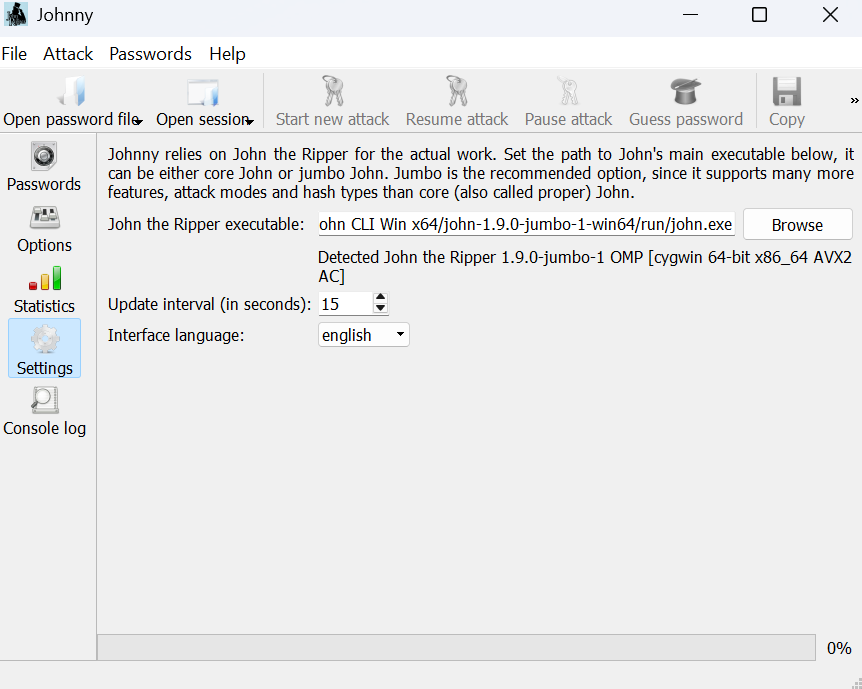 Johnny
File Attack Passwords Help
Open password file Open session Start new attack Resume attack Pause attack Guess password Copy »
Passwords
Options
Statistics
Settings
Console log
Johnny relies on John the Ripper for the actual work. Set the path to John's main executable below, it
can be either core John or jumbo John. Jumbo is the recommended option, since it supports many more
features, attack modes and hash types than core (also called proper) John.
John the Ripper executable: ohn CLI Win x64/john-1.9.0-jumbo-1-win64/run/john.exe Browse
Detected John the Ripper 1.9.0-jumbo-1 OMP [cygwin 64-bit x86_64 AVX2
AC]
Update interval (in seconds): 15
Interface language: english
0%